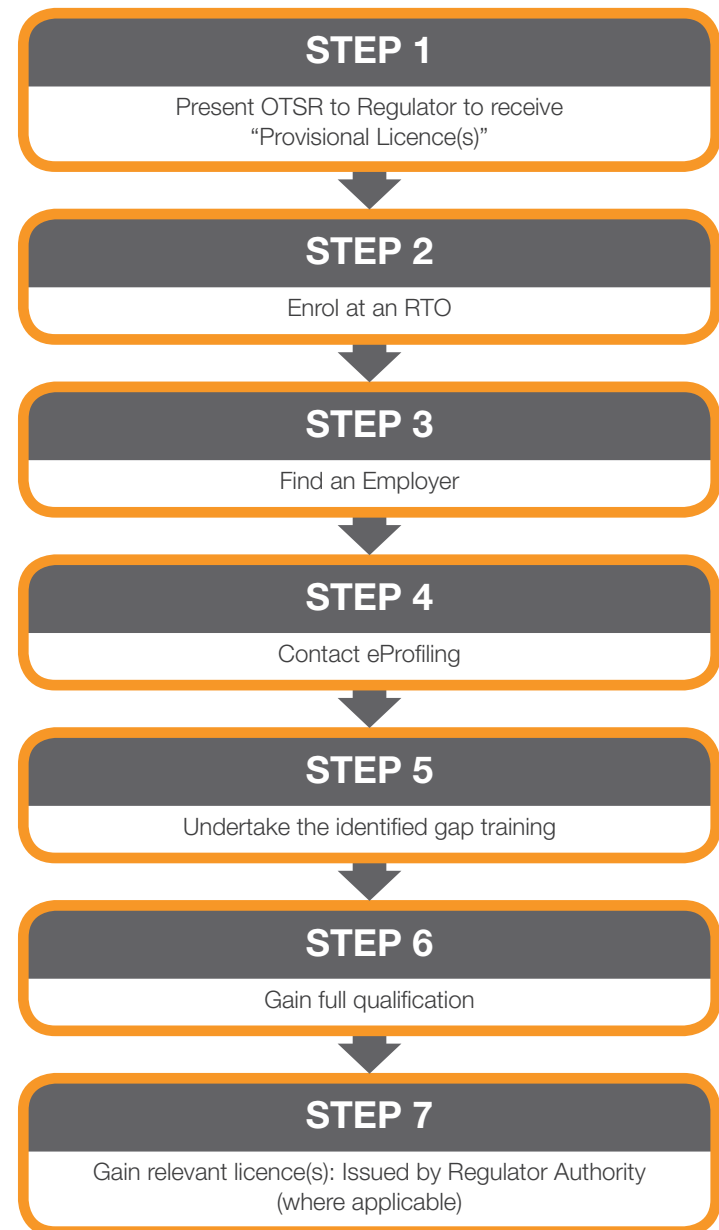 STEP 1
Present OTSR to Regulator to receive
“Provisional Licence(s)”
STEP 2
Enrol at an RTO
STEP 3
Find an Employer
STEP 4
Contact eProfiling
STEP 5
Undertake the identified gap training
STEP 6
Gain full qualification
STEP 7
Gain relevant licence(s): Issued by Regulator Authority
(where applicable)